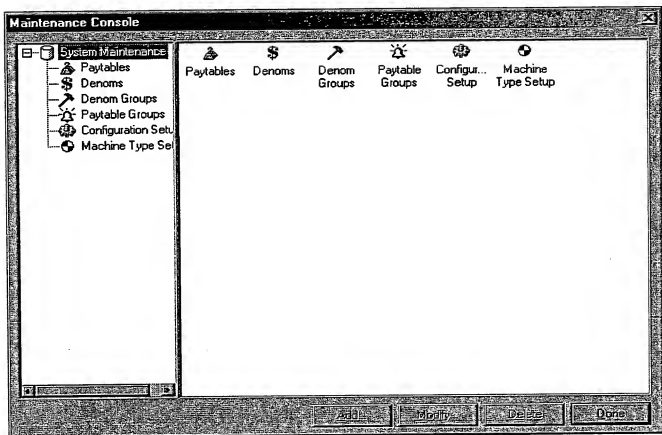 Maintenance Console
System Maintenance
Paytables
$ Denoms
Denom Groups
Paytable Groups
Configuration Setu
Machine Type Se
Paytables
$
Denoms
Denom
Groups
Paytable
Groups
Configur...
Setup
Machine
Type Setup
Add...
Modify...
Delete
Done